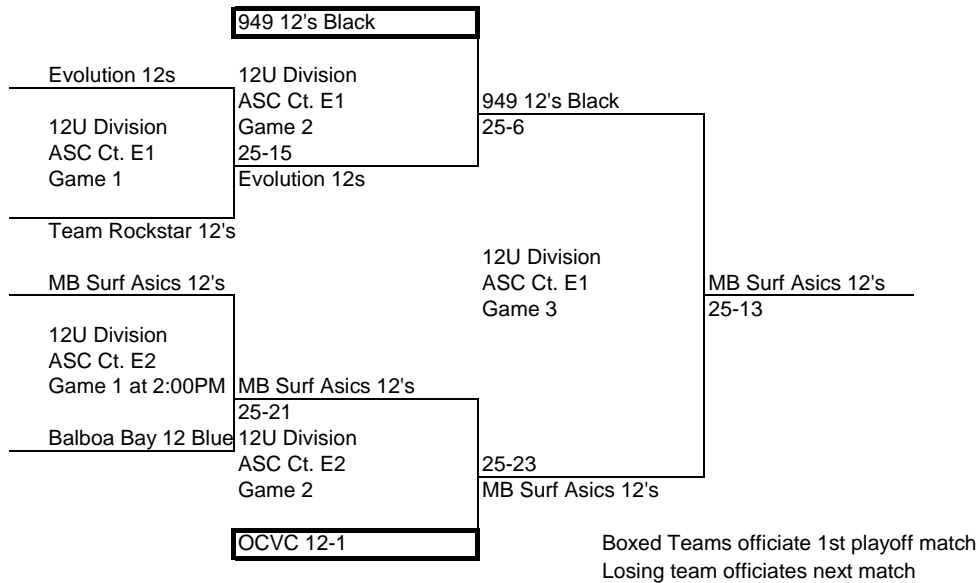 949 12's Black
Evolution 12s
12U Division
ASC Ct. E1
Game 2
949 12's Black
25-6
12U Division
ASC Ct. E1
Game 1
25-15
Evolution 12s
Team Rockstar 12's
12U Division
ASC Ct. E1
Game 3
MB Surf Asics 12's
MB Surf Asics 12's
25-13
12U Division
ASC Ct. E2
Game 1 at 2:00PM
MB Surf Asics 12's
25-21
Balboa Bay 12 Blue
12U Division
ASC Ct. E2
Game 2
25-23
MB Surf Asics 12's
OCVC 12-1
Boxed Teams officiate 1st playoff match
Losing team officiates next match